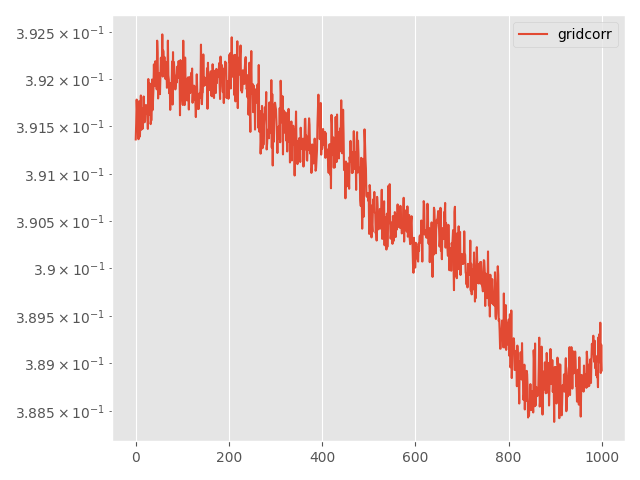 gridcorr
3.925 × 10⁻¹
3.92 × 10⁻¹
3.915 × 10⁻¹
3.91 × 10⁻¹
3.905 × 10⁻¹
3.9 × 10⁻¹
3.895 × 10⁻¹
3.89 × 10⁻¹
3.885 × 10⁻¹
0 200 400 600 800 1000